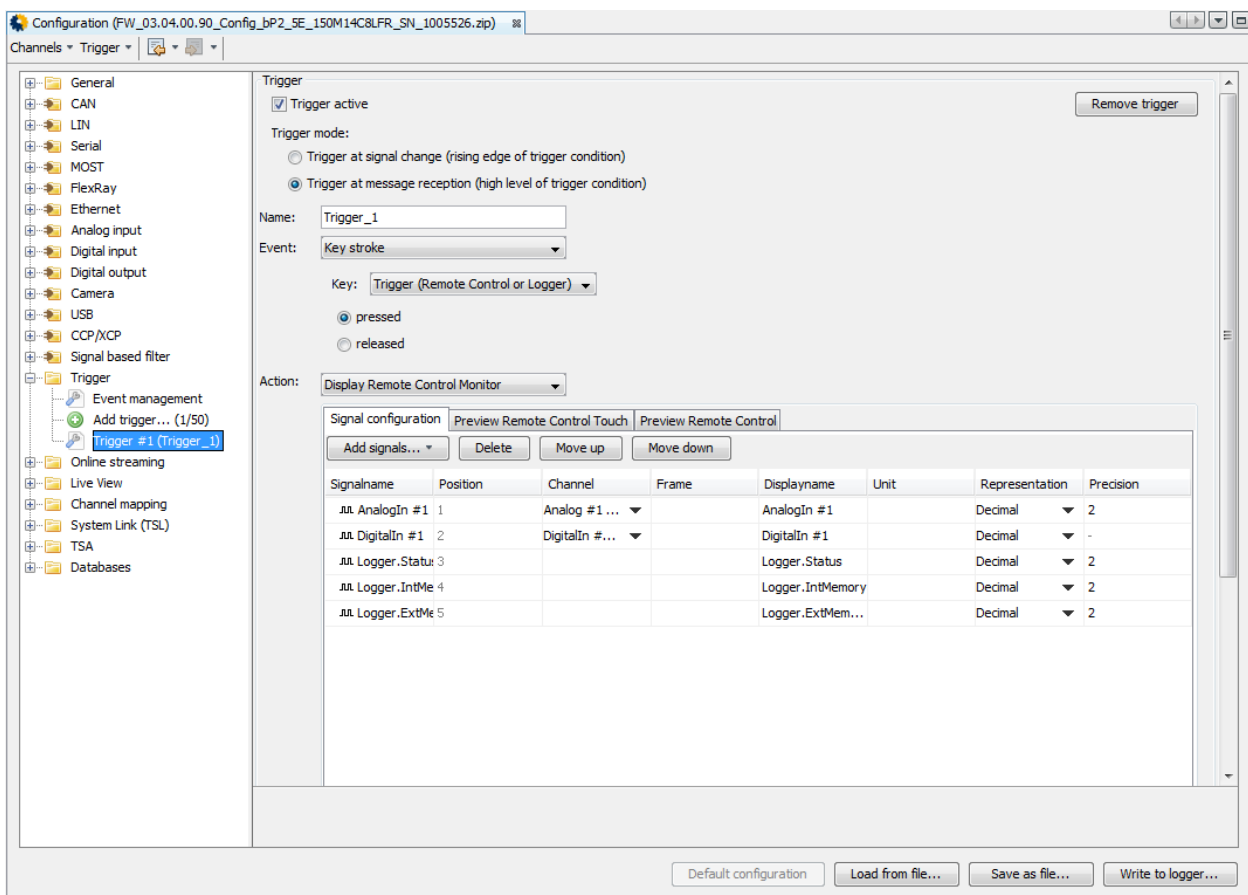 Configuration (FW_03.04.00.90_Config_bP2_5E_150M14C8LFR_SN_1005526.zip)
Channels Trigger
General
CAN
LIN
Serial
MOST
FlexRay
Ethernet
Analog input
Digital input
Digital output
Camera
USB
CCP/XCP
Signal based filter
Trigger
Event management
Add trigger... (1/50)
Trigger #1 (Trigger_1)
Online streaming
Live View
Channel mapping
System Link (TSL)
TSA
Databases
Trigger
Trigger active
Remove trigger
Trigger mode:
Trigger at signal change (rising edge of trigger condition)
Trigger at message reception (high level of trigger condition)
Name: Trigger_1
Event: Key stroke
Key: Trigger (Remote Control or Logger)
pressed
released
Action: Display Remote Control Monitor
Signal configuration Preview Remote Control Touch Preview Remote Control
Add signals... Delete Move up Move down
Signalname Position Channel Frame Displayname Unit Representation Precision
AnalogIn #1 1 Analog #1 ... AnalogIn #1 Decimal 2
DigitalIn #1 2 DigitalIn #... DigitalIn #1 Decimal -
Logger.Status 3 Logger.Status Decimal 2
Logger.IntMe 4 Logger.IntMemory Decimal 2
Logger.ExtMe 5 Logger.ExtMem... Decimal 2
Default configuration Load from file... Save as file... Write to logger...